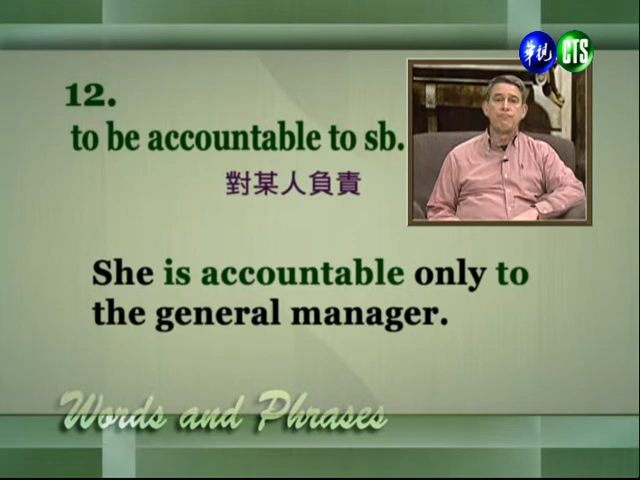 華視 CTS
12.
to be accountable to sb.
對某人負責
She is accountable only to
the general manager.
Words and Phrases